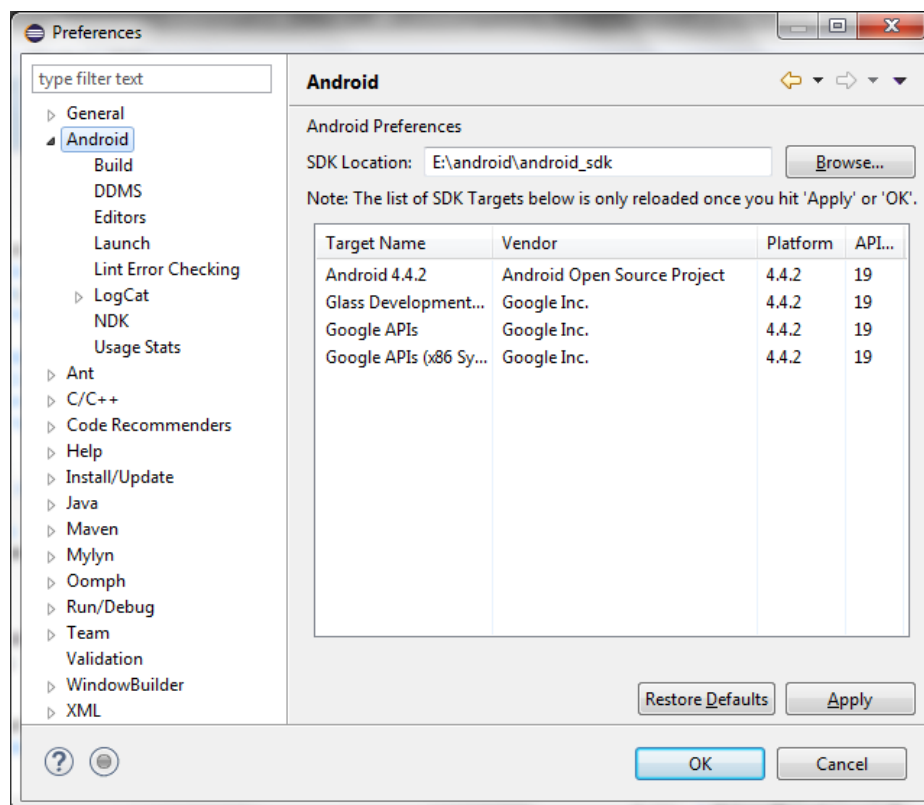 Preferences
type filter text
General
Android
Build
DDMS
Editors
Launch
Lint Error Checking
LogCat
NDK
Usage Stats
Ant
C/C++
Code Recommenders
Help
Install/Update
Java
Maven
Mylyn
Oomph
Run/Debug
Team
Validation
WindowBuilder
XML
Android
Android Preferences
SDK Location: E:\android\android_sdk Browse...
Note: The list of SDK Targets below is only reloaded once you hit 'Apply' or 'OK'.
Target Name Vendor Platform API...
Android 4.4.2 Android Open Source Project 4.4.2 19
Glass Development... Google Inc. 4.4.2 19
Google APIs Google Inc. 4.4.2 19
Google APIs (x86 Sy... Google Inc. 4.4.2 19
Restore Defaults Apply
? OK Cancel